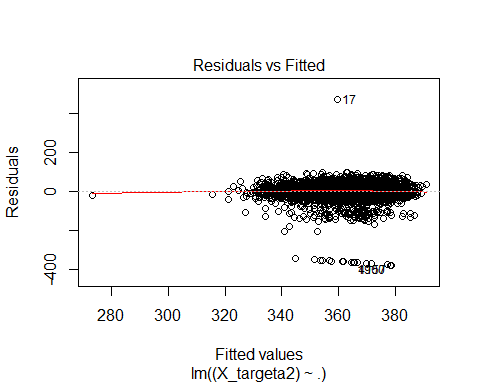 Residuals vs Fitted
Residuals
200
0
-400
17
280
300
320
340
360
380
Fitted values
lm((X_targeta2) ~ .)